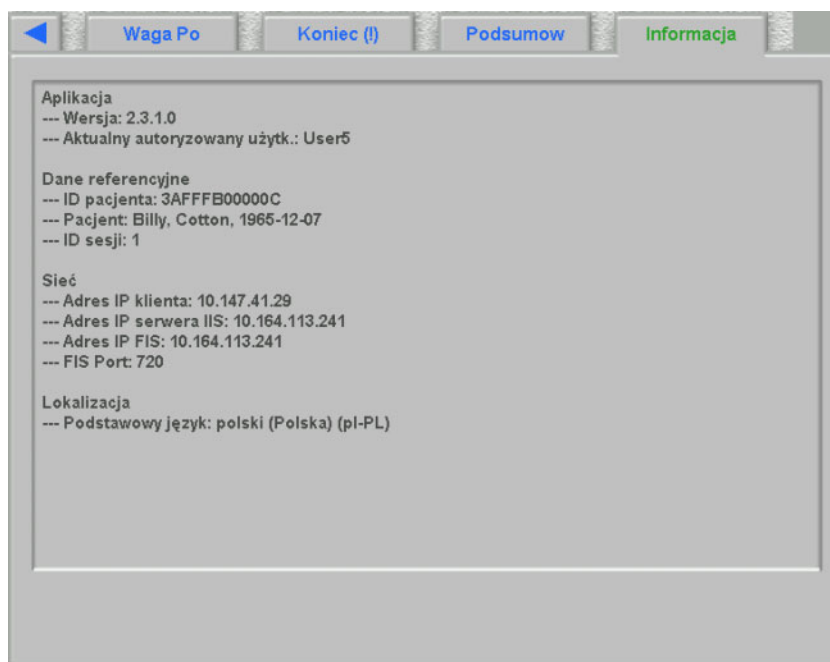 Waga Po
Koniec (!)
Podsumow
Informacja
Aplikacja
--- Wersja: 2.3.1.0
--- Aktualny autoryzowany użytk.: User5
Dane referencyjne
--- ID pacjenta: 3AFFFB00000C
--- Pacjent: Billy, Cotton, 1965-12-07
--- ID sesji: 1
Sieć
--- Adres IP klienta: 10.147.41.29
--- Adres IP serwera IIS: 10.164.113.241
--- Adres IP FIS: 10.164.113.241
--- FIS Port: 720
Lokalizacja
--- Podstawowy język: polski (Polska) (pl-PL)